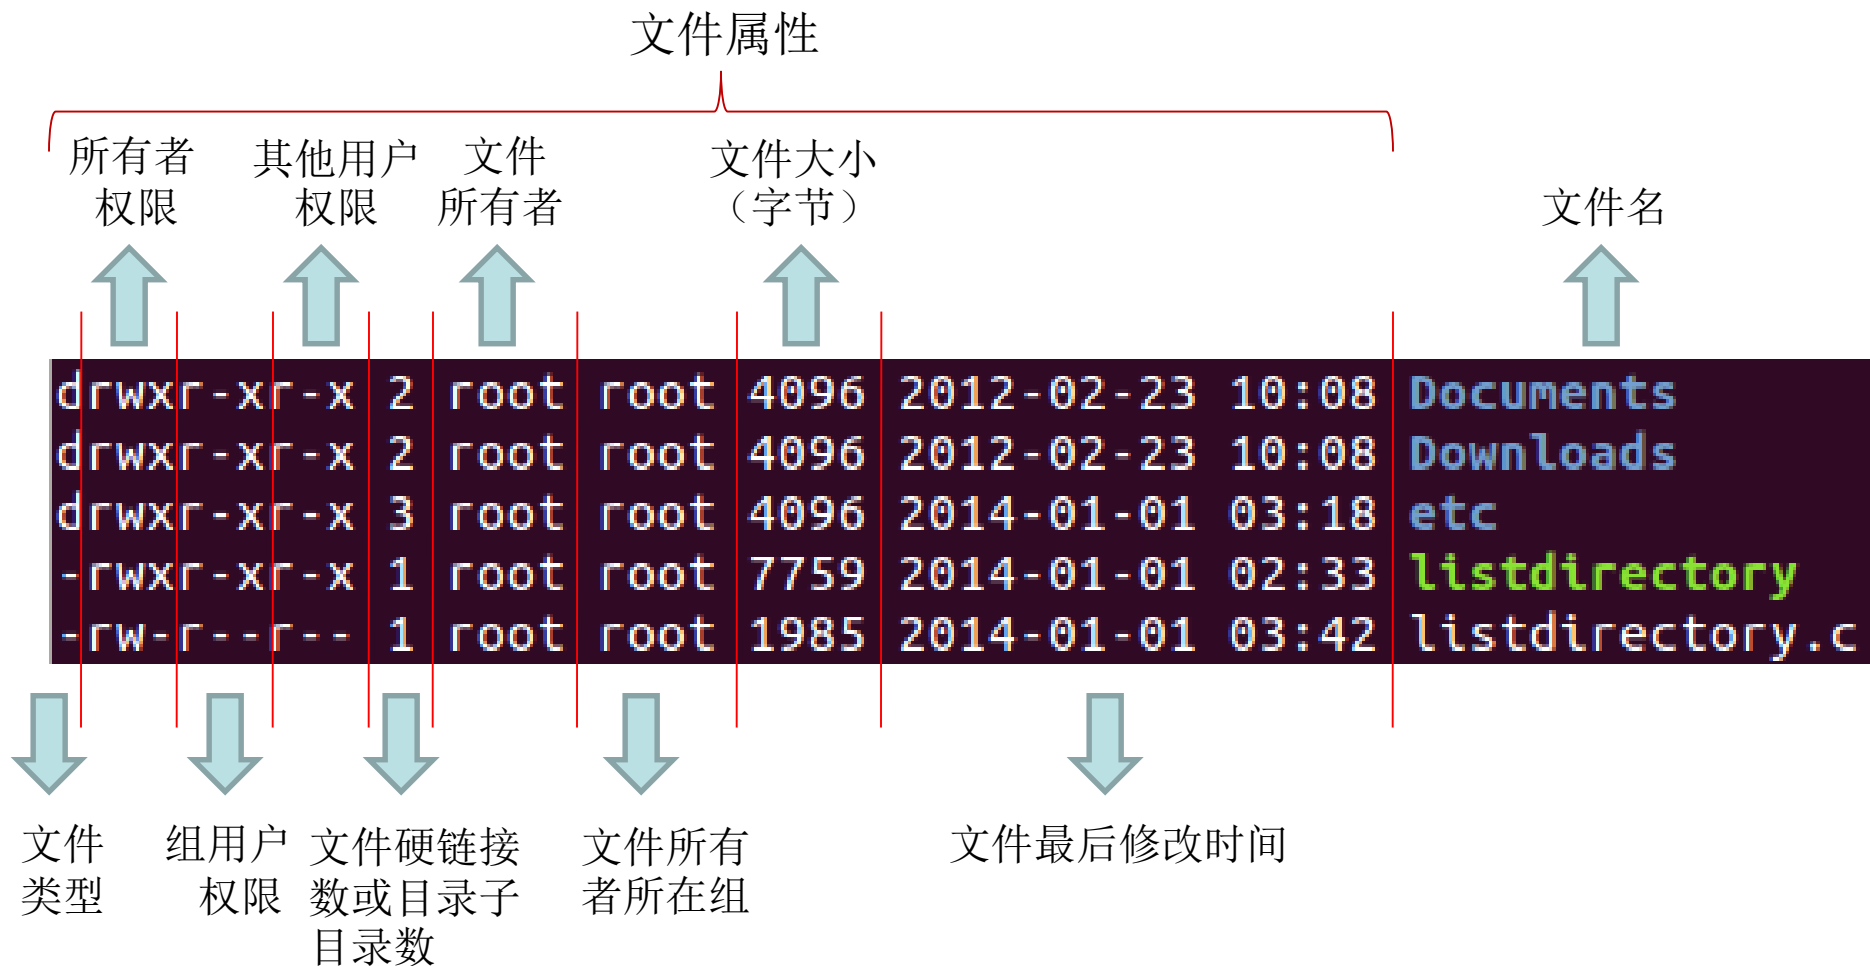 文件属性
所有者
权限
其他用户
权限
文件
所有者
文件大小
（字节）
文件名
drwxr-xr-x 2 root root 4096 2012-02-23 10:08 Documents
drwxr-xr-x 2 root root 4096 2012-02-23 10:08 Downloads
drwxr-xr-x 3 root root 4096 2014-01-01 03:18 etc
-rwxr-xr-x 1 root root 7759 2014-01-01 02:33 listdirectory
-rw-r--r-- 1 root root 1985 2014-01-01 03:42 listdirectory.c
文件
类型
组用户
权限
文件硬链接
数或目录子
目录数
文件所有
者所在组
文件最后修改时间